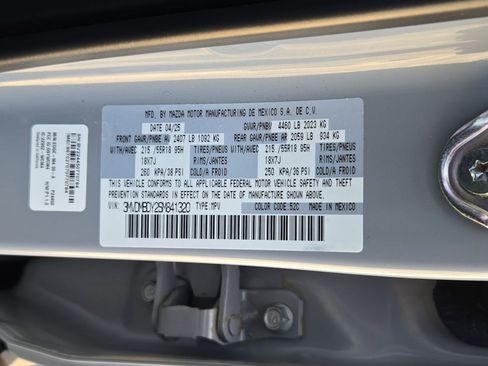 MFD. BY MAZDA MOTOR MANUFACTURING DE MEXICO S.A. DE C.V.
DATE 04/25 GVWR/PNBV 4460 LB 2023 KG
FRONT GAWR/PNBE AV 2407 LB 1092 KG REAR GAWR/PNBE AR 2059 LB 934 KG
WITH/AVEC 215/55R18 95H TIRES/PNEUS WITH/AVEC 215/55R18 95H TIRES/PNEUS
18X7J RIMS/JANTES 18X7J RIMS/JANTES
260 KPA/38 PSI COLD/A FROID 250 KPA/36 PSI COLD/A FROID
THIS VEHICLE CONFORMS TO ALL APPLICABLE FEDERAL MOTOR VEHICLE SAFETY,
BUMPER, AND THEFT PREVENTION STANDARDS IN EFFECT ON THE DATE OF
MANUFACTURE SHOWN ABOVE.
VIN: 3MVDMBDY2SM841320 TYPE MPV COLOR CODE: 52C MADE IN MEXICO